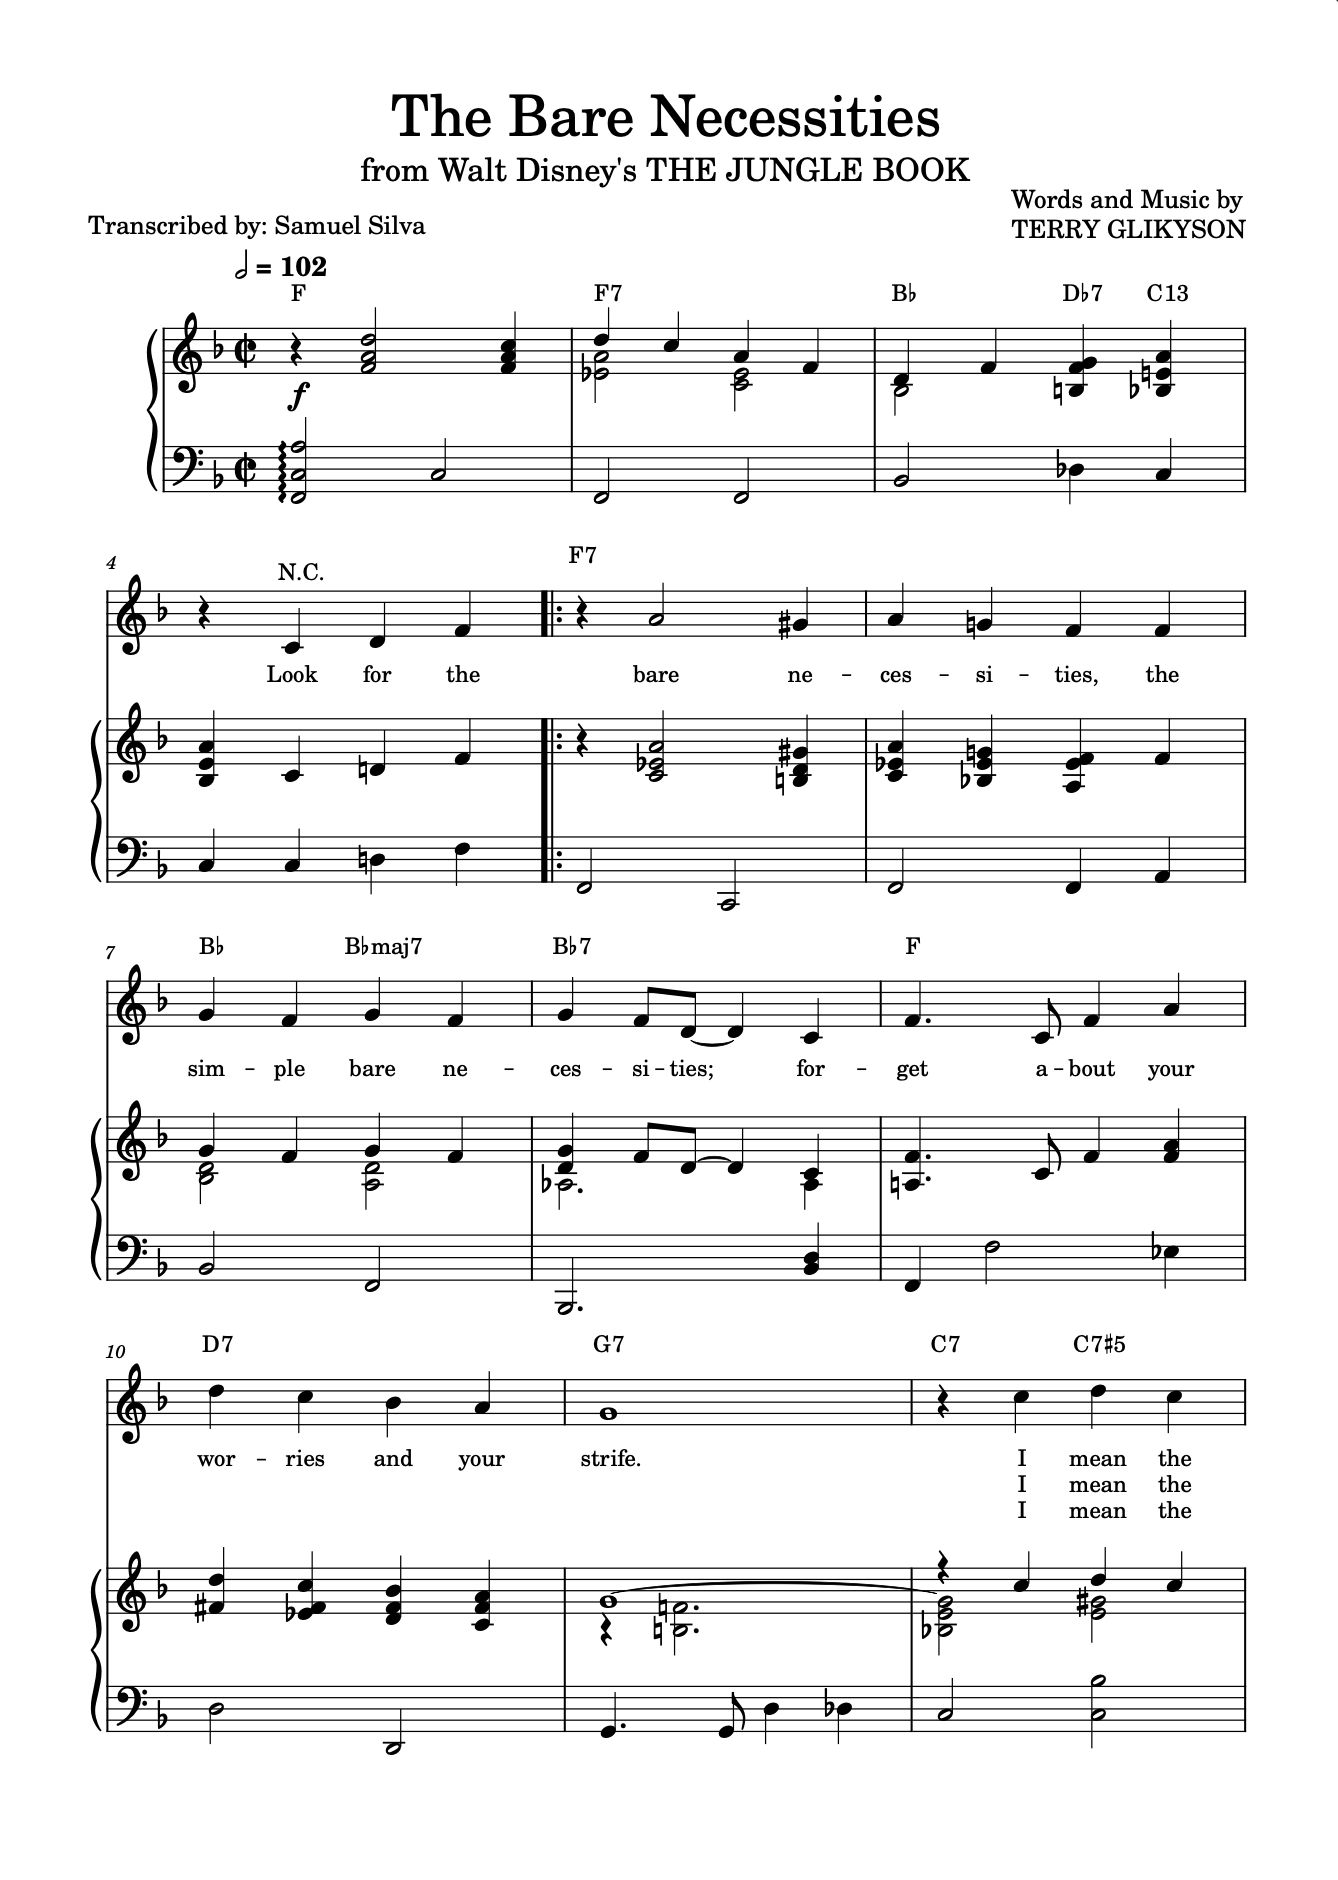 The Bare Necessities
from Walt Disney's THE JUNGLE BOOK
Words and Music by
Transcribed by: Samuel Silva
TERRY GLIKYSON
= 102
F F7 B♭ D♭7 C13
f
4 N.C. F7
Look for the bare ne – ces – si – ties, the
7 B♭ B♭maj7 B♭7 F
sim – ple bare ne – ces – si – ties; for – get a – bout your
10 D7 G7 C7 C7♯5
wor – ries and your strife. I mean the
I mean the
I mean the